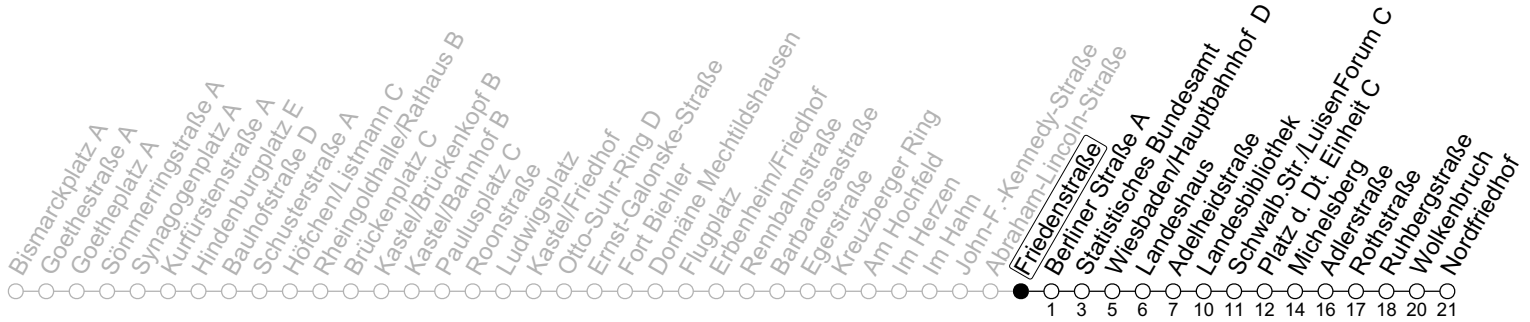 Bismarckplatz A
Goethestraße A
Goetheplatz A
Sömmerringstraße A
Synagogenplatz A
Kurfürstenstraße A
Hindenburgplatz E
Bauhofstraße D
Schusterstraße A
Höfchen/Listmann C
Rheingoldhalle/Rathaus B
Brückenplatz C
Kastel/Brückenkopf B
Kastel/Bahnhof B
Paulusplatz C
Roonstraße
Ludwigsplatz
Kastel/Friedhof
Otto-Suhr-Ring D
Ernst-Galonske-Straße
Fort Biehler
Domäne Mechtildshausen
Flugplatz
Erbenheim/Friedhof
Rennbahnstraße
Barbarossastraße
Egerstraße
Kreuzberger Ring
Am Hochfeld
Im Herzen
Im Hahn
John-F.-Kennedy-Straße
Abraham-Lincoln-Straße
Friedenstraße
Berliner Straße A
Statistisches Bundesamt
Wiesbaden/Hauptbahnhof D
Landeshaus
Adelheidstraße
Landesbibliothek
Schwalb.Str./LuisenForum C
Platz d. Dt. Einheit C
Michelsberg
Adlerstraße
Rothstraße
Ruhbergstraße
Wolkenbruch
Nordfriedhof
1 3 5 6 7 10 11 12 14 16 17 18 20 21